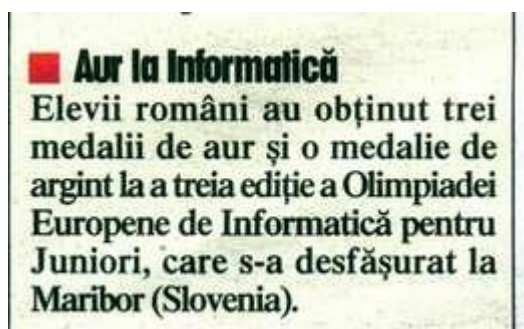 Aur la Informatică
Elevii români au obținut trei
medalii de aur și o medalie de
argint la a treia ediție a Olimpiadei
Europene de Informatică pentru
Juniori, care s-a desfășurat la
Maribor (Slovenia).